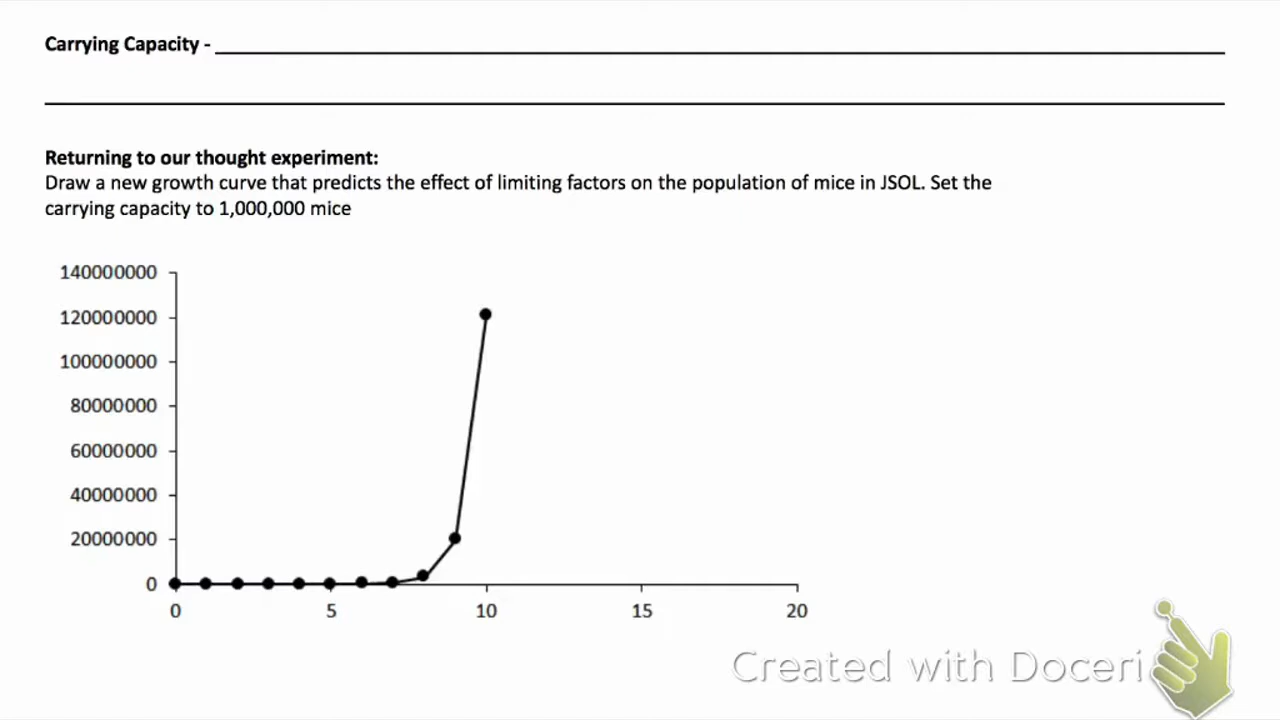 Carrying Capacity -
Returning to our thought experiment:
Draw a new growth curve that predicts the effect of limiting factors on the population of mice in JSOL. Set the
carrying capacity to 1,000,000 mice
140000000
120000000
100000000
80000000
60000000
40000000
20000000
0
0 5 10 15 20
Created with Doceri